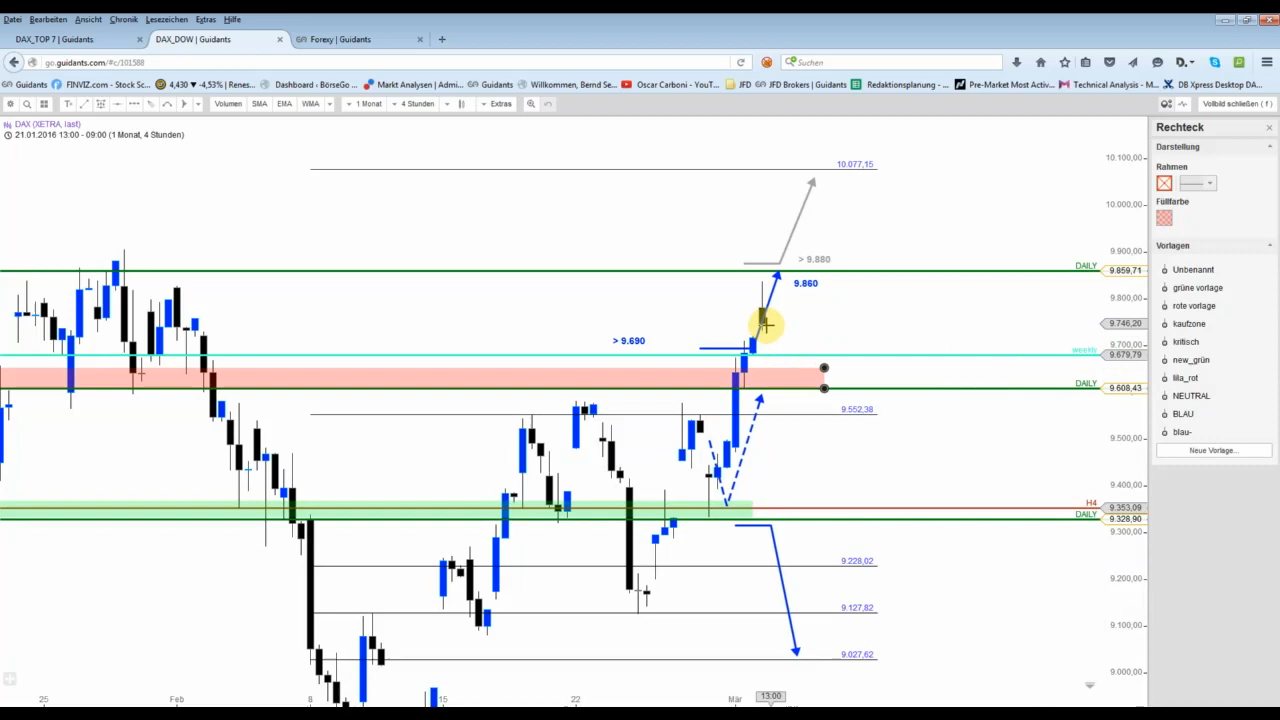 Datei Bearbeiten Ansicht Chronik Lesezeichen Extras Hilfe
DAX_TOP 7 | Guidants × DAX_DOW | Guidants × Forexy | Guidants × +
go.guidants.com/#c/101588 Suchen
Guidants FINVIZ.com - Stock Sc... 4,430 ▾ -4,53% | Renes... Dashboard ‹ BörseGo ... Markt Analysen | Admi... Guidants Willkommen, Bernd Se... Oscar Carboni - YouT... JFD JFD Brokers | Guidants Redaktionsplanung - ... Pre-Market Most Activ... Technical Analysis - M... DB Xpress Desktop DA...
Volumen SMA EMA WMA 1 Monat 4 Stunden Extras Vollbild schließen ( f )
DAX (XETRA, last)
21.01.2016 13:00 - 09:00 (1 Monat, 4 Stunden)
Rechteck ×
Darstellung
Rahmen
Füllfarbe
Vorlagen
Unbenannt
grüne vorlage
rote vorlage
kaufzone
kritisch
new_grün
lila_rot
NEUTRAL
BLAU
blau-
Neue Vorlage...
10.077,15
> 9.880
9.860
> 9.690
DAILY
weekly
DAILY
9.552,38
H4
DAILY
9.228,02
9.127,82
9.027,62
10.100,00
10.000,00
9.900,00
9.859,71
9.800,00
9.746,20
9.700,00
9.679,79
9.608,43
9.500,00
9.400,00
9.353,09
9.328,90
9.300,00
9.200,00
9.100,00
9.000,00
25 Feb 8 15 22 Mär 13:00